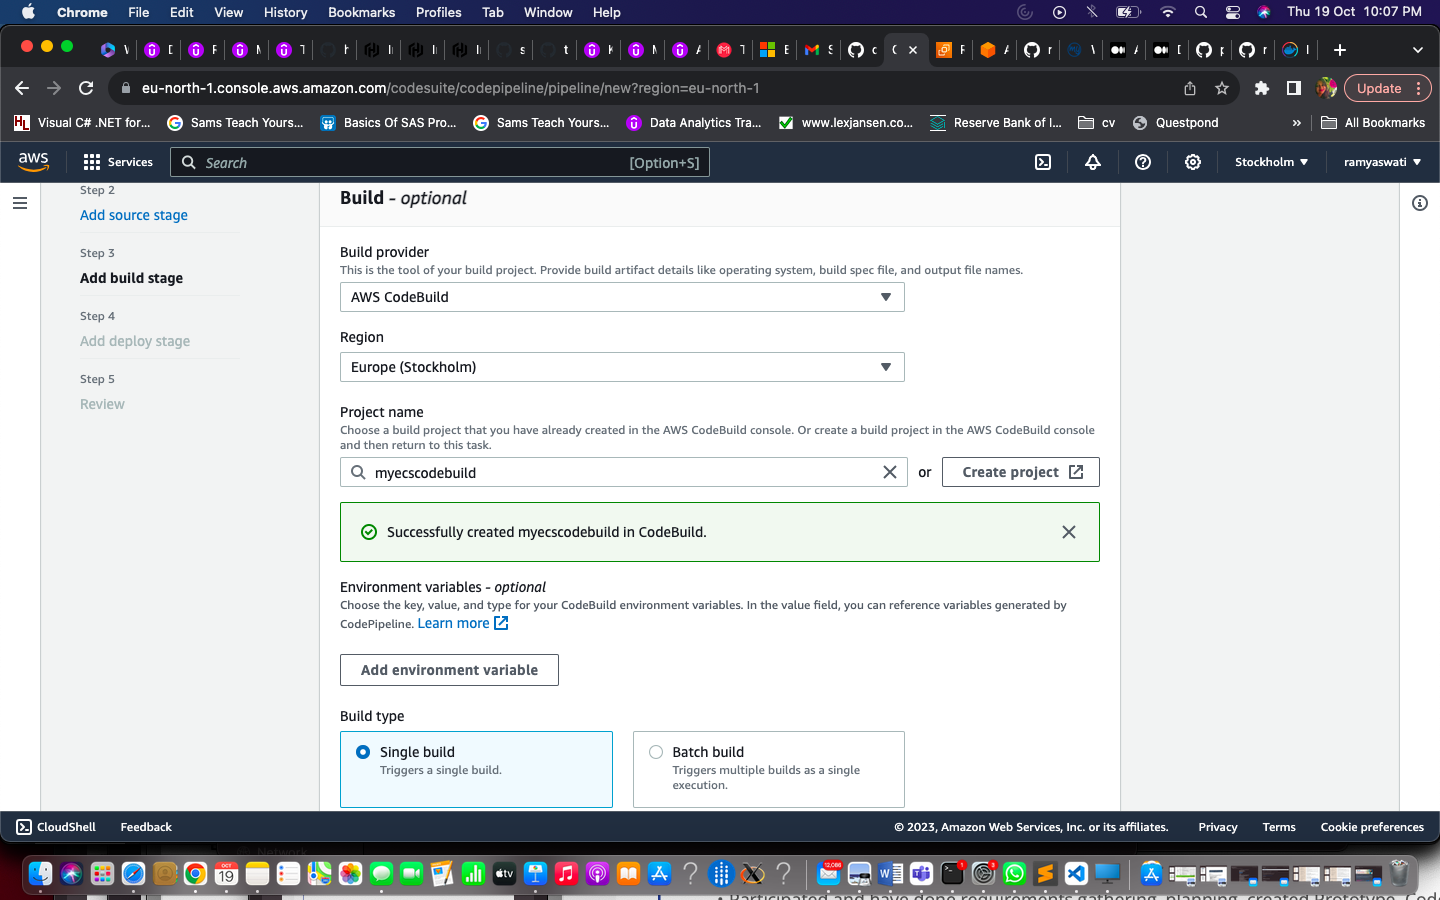 Chrome File Edit View History Bookmarks Profiles Tab Window Help Thu 19 Oct 10:07 PM
eu-north-1.console.aws.amazon.com/codesuite/codepipeline/pipeline/new?region=eu-north-1 Update
Visual C# .NET for... Sams Teach Yours... Basics Of SAS Pro... Sams Teach Yours... Data Analytics Tra... www.lexjansen.co... Reserve Bank of I... cv Questpond » All Bookmarks
aws Services Search [Option+S] Stockholm ramyaswati
Step 2
Add source stage
Step 3
Add build stage
Step 4
Add deploy stage
Step 5
Review
Build - optional
Build provider
This is the tool of your build project. Provide build artifact details like operating system, build spec file, and output file names.
AWS CodeBuild
Region
Europe (Stockholm)
Project name
Choose a build project that you have already created in the AWS CodeBuild console. Or create a build project in the AWS CodeBuild console
and then return to this task.
myecscodebuild or Create project
Successfully created myecscodebuild in CodeBuild.
Environment variables - optional
Choose the key, value, and type for your CodeBuild environment variables. In the value field, you can reference variables generated by
CodePipeline. Learn more
Add environment variable
Build type
Single build
Triggers a single build.
Batch build
Triggers multiple builds as a single
execution.
CloudShell Feedback © 2023, Amazon Web Services, Inc. or its affiliates. Privacy Terms Cookie preferences
Network
OCT
19
tv
12,086
1
3